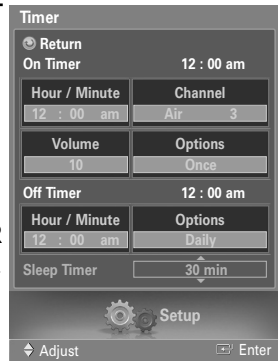 Timer
Return
On Timer 12 : 00 am
Hour / Minute Channel
12 : 00 am Air 3
Volume Options
10 Once
Off Timer 12 : 00 am
Hour / Minute Options
12 : 00 am Daily
Sleep Timer 30 min
Setup
Adjust Enter